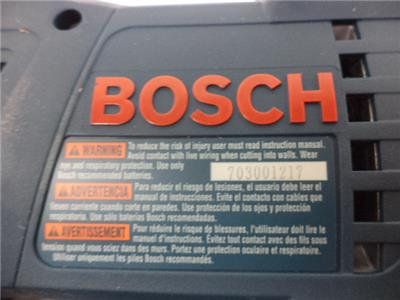 BOSCH
WARNING To reduce the risk of injury user must read instruction manual.
Avoid contact with live wiring when cutting into walls. Wear
eye and respiratory protection. Use only
Bosch recommended batteries.
703001217
ADVERTENCIA Para reducir el riesgo de lesiones, el usuario debe leer el
manual de instrucciones. Evite el contacto con cables que
lleven corriente cuando corte en paredes. Use protección de los ojos y protección
respiratoria. Use sólo baterías Bosch recomendadas.
AVERTISSEMENT Pour réduire le risque de blessures, l'utilisateur doit lire le
manuel d'instructions. Évitez tout contact avec des fils sous
tension quand vous sciez dans des murs. Portez une protection oculaire et respiratoire.
Utiliser uniquement les piles Bosch recommandés.